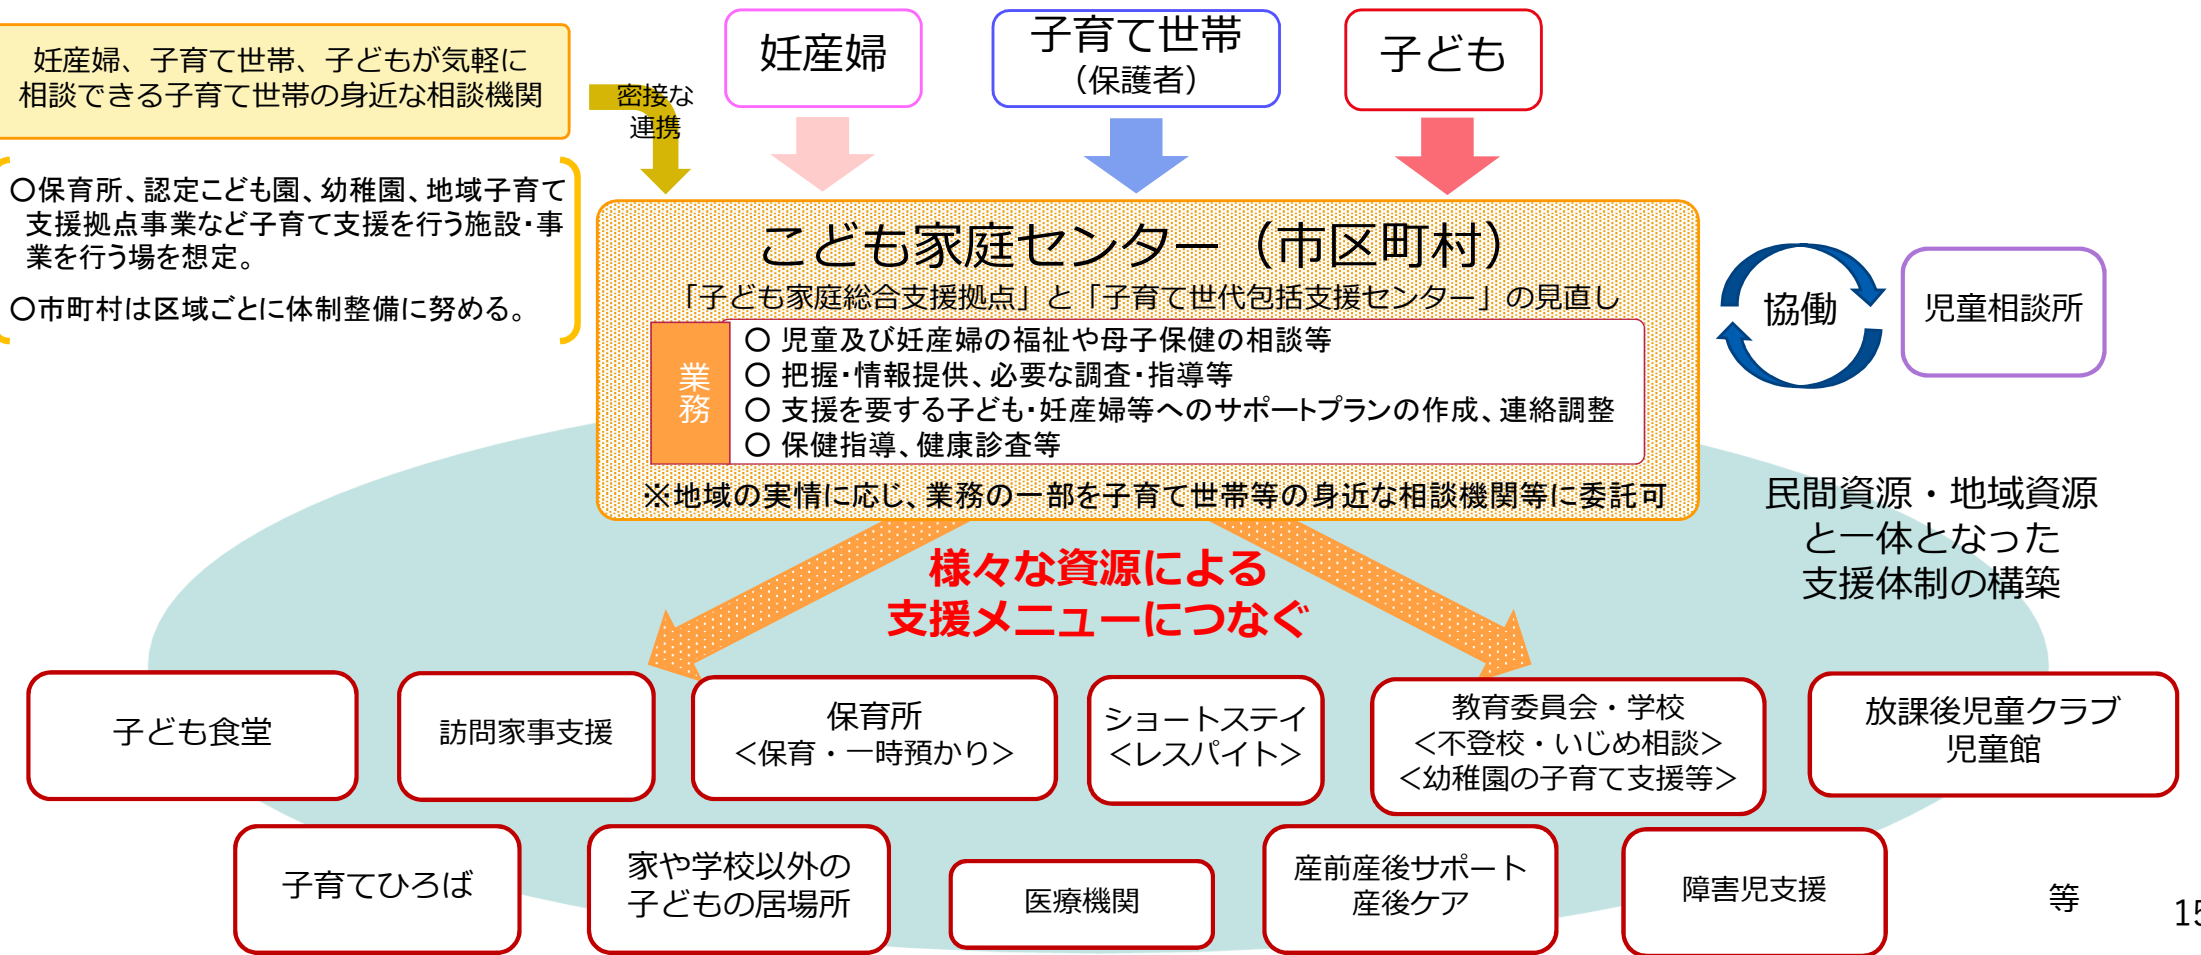 妊産婦、子育て世帯、子どもが気軽に
相談できる子育て世帯の身近な相談機関
〇保育所、認定こども園、幼稚園、地域子育て
支援拠点事業など子育て支援を行う施設・事
業を行う場を想定。
〇市町村は区域ごとに体制整備に努める。
密接な
連携
妊産婦
子育て世帯
（保護者）
子ども
こども家庭センター（市区町村）
「子ども家庭総合支援拠点」と「子育て世代包括支援センター」の見直し
業務
〇 児童及び妊産婦の福祉や母子保健の相談等
〇 把握・情報提供、必要な調査・指導等
〇 支援を要する子ども・妊産婦等へのサポートプランの作成、連絡調整
〇 保健指導、健康診査等
※地域の実情に応じ、業務の一部を子育て世帯等の身近な相談機関等に委託可
協働
児童相談所
民間資源・地域資源
と一体となった
支援体制の構築
様々な資源による
支援メニューにつなぐ
子ども食堂
訪問家事支援
保育所
＜保育・一時預かり＞
ショートステイ
＜レスパイト＞
教育委員会・学校
＜不登校・いじめ相談＞
＜幼稚園の子育て支援等＞
放課後児童クラブ
児童館
子育てひろば
家や学校以外の
子どもの居場所
医療機関
産前産後サポート
産後ケア
障害児支援
等
15